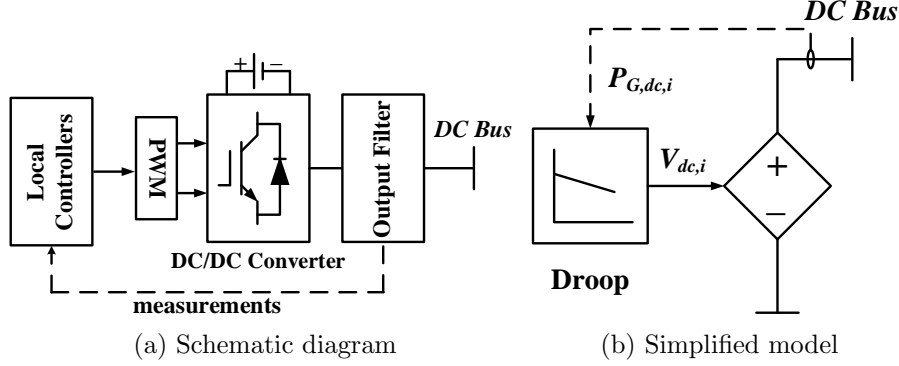 Local
Controllers
PWM
+ −
DC/DC Converter
Output Filter
DC Bus
measurements
(a) Schematic diagram
DC Bus
P_{G,dc,i}
V_{dc,i}
+
−
Droop
(b) Simplified model